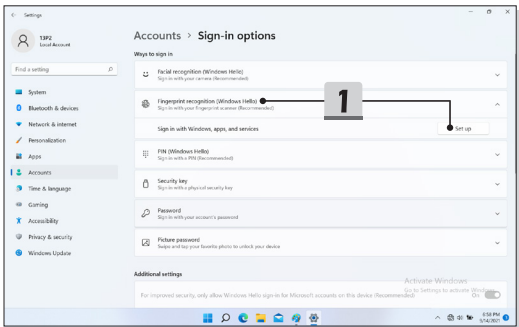 Settings
13P2
Local Account
Find a setting
System
Bluetooth & devices
Network & internet
Personalization
Apps
Accounts
Time & language
Gaming
Accessibility
Privacy & security
Windows Update
Accounts > Sign-in options
Ways to sign in
Facial recognition (Windows Hello)
Sign in with your camera (Recommended)
Fingerprint recognition (Windows Hello)
Sign in with your fingerprint scanner (Recommended)
1
Sign in with Windows, apps, and services
Set up
PIN (Windows Hello)
Sign in with a PIN (Recommended)
Security key
Sign in with a physical security key
Password
Sign in with your account's password
Picture password
Swipe and tap your favorite photo to unlock your device
Additional settings
Activate Windows
Go to Settings to activate Windows.
For improved security, only allow Windows Hello sign-in for Microsoft accounts on this device (Recommended)
On
6:58 PM